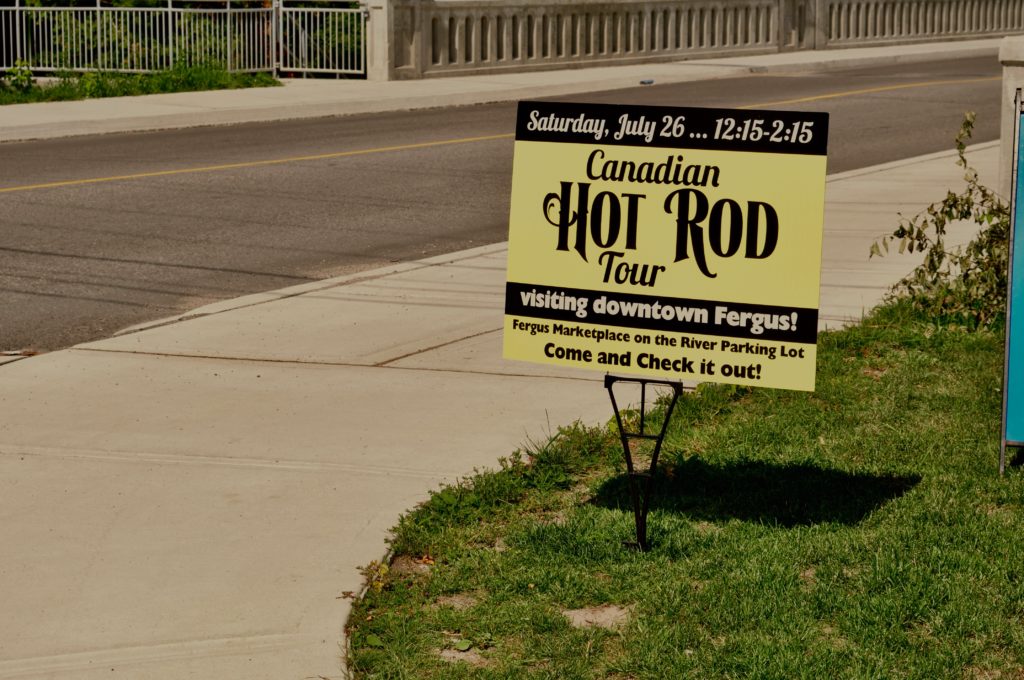 Saturday, July 26 ... 12:15-2:15
Canadian
HOT ROD
Tour
visiting downtown Fergus!
Fergus Marketplace on the River Parking Lot
Come and Check it out!